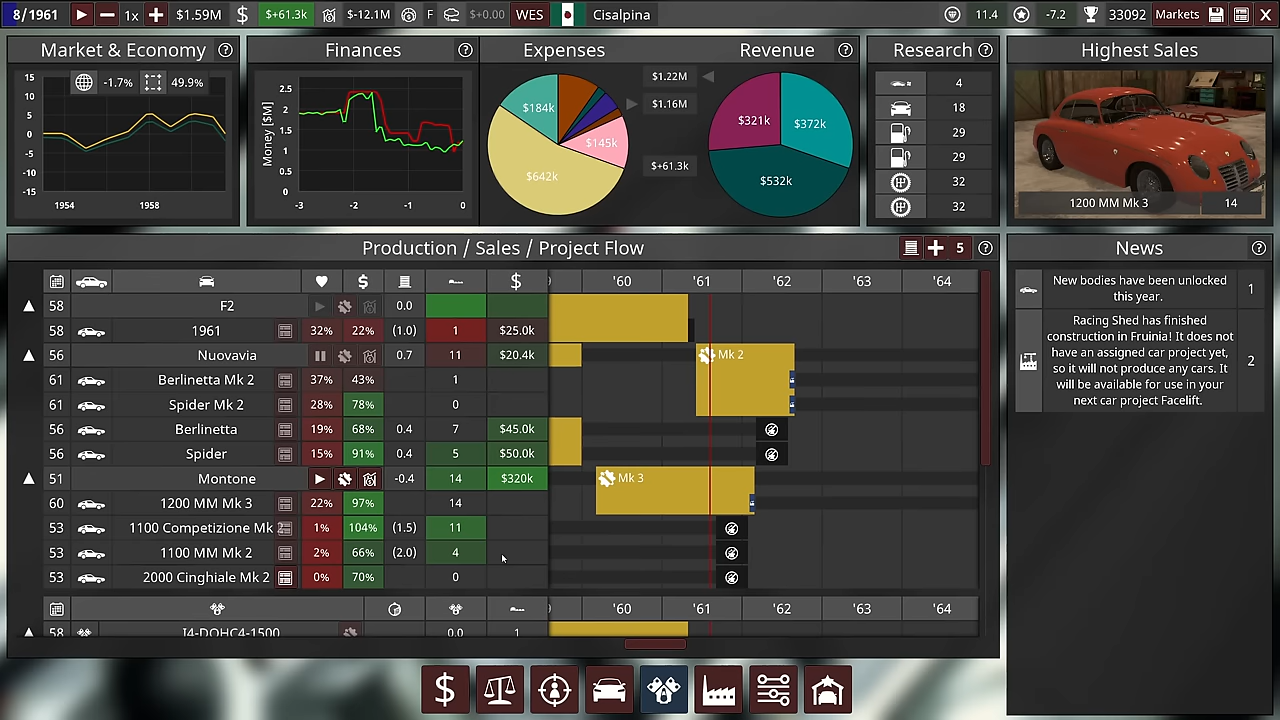 8/1961 1x $1.59M $ $+61.3k $-12.1M F $+0.00 WES Cisalpina 11.4 -7.2 33092 Markets X
Market & Economy ?
15
10
5
0
-5
-10
-15
-1.7% 49.9%
1954 1958
Finances ?
Money [$M]
2.5
2
1.5
1
0.5
0
-3 -2 -1 0
Expenses Revenue ?
$184k
$145k
$642k
$1.22M
$1.16M
$+61.3k
$321k
$372k
$532k
Research ?
4
18
29
29
32
32
Highest Sales
1200 MM Mk 3 14
Production / Sales / Project Flow 5 ?
$ $ '60 '61 '62 '63 '64
58 F2 0.0
58 1961 32% 22% (1.0) 1 $25.0k
56 Nuovavia 0.7 11 $20.4k Mk 2
61 Berlinetta Mk 2 37% 43% 1
61 Spider Mk 2 28% 78% 0
56 Berlinetta 19% 68% 0.4 7 $45.0k
56 Spider 15% 91% 0.4 5 $50.0k
51 Montone -0.4 14 $320k Mk 3
60 1200 MM Mk 3 22% 97% 14
53 1100 Competizione Mk 1% 104% (1.5) 11
53 1100 MM Mk 2 2% 66% (2.0) 4
53 2000 Cinghiale Mk 2 0% 70% 0
'60 '61 '62 '63 '64
58 I4-DOHC4-1500 0.0 1
News ?
New bodies have been unlocked
this year. 1
Racing Shed has finished
construction in Fruinia! It does not
have an assigned car project yet,
so it will not produce any cars. It
will be available for use in your
next car project Facelift. 2
$